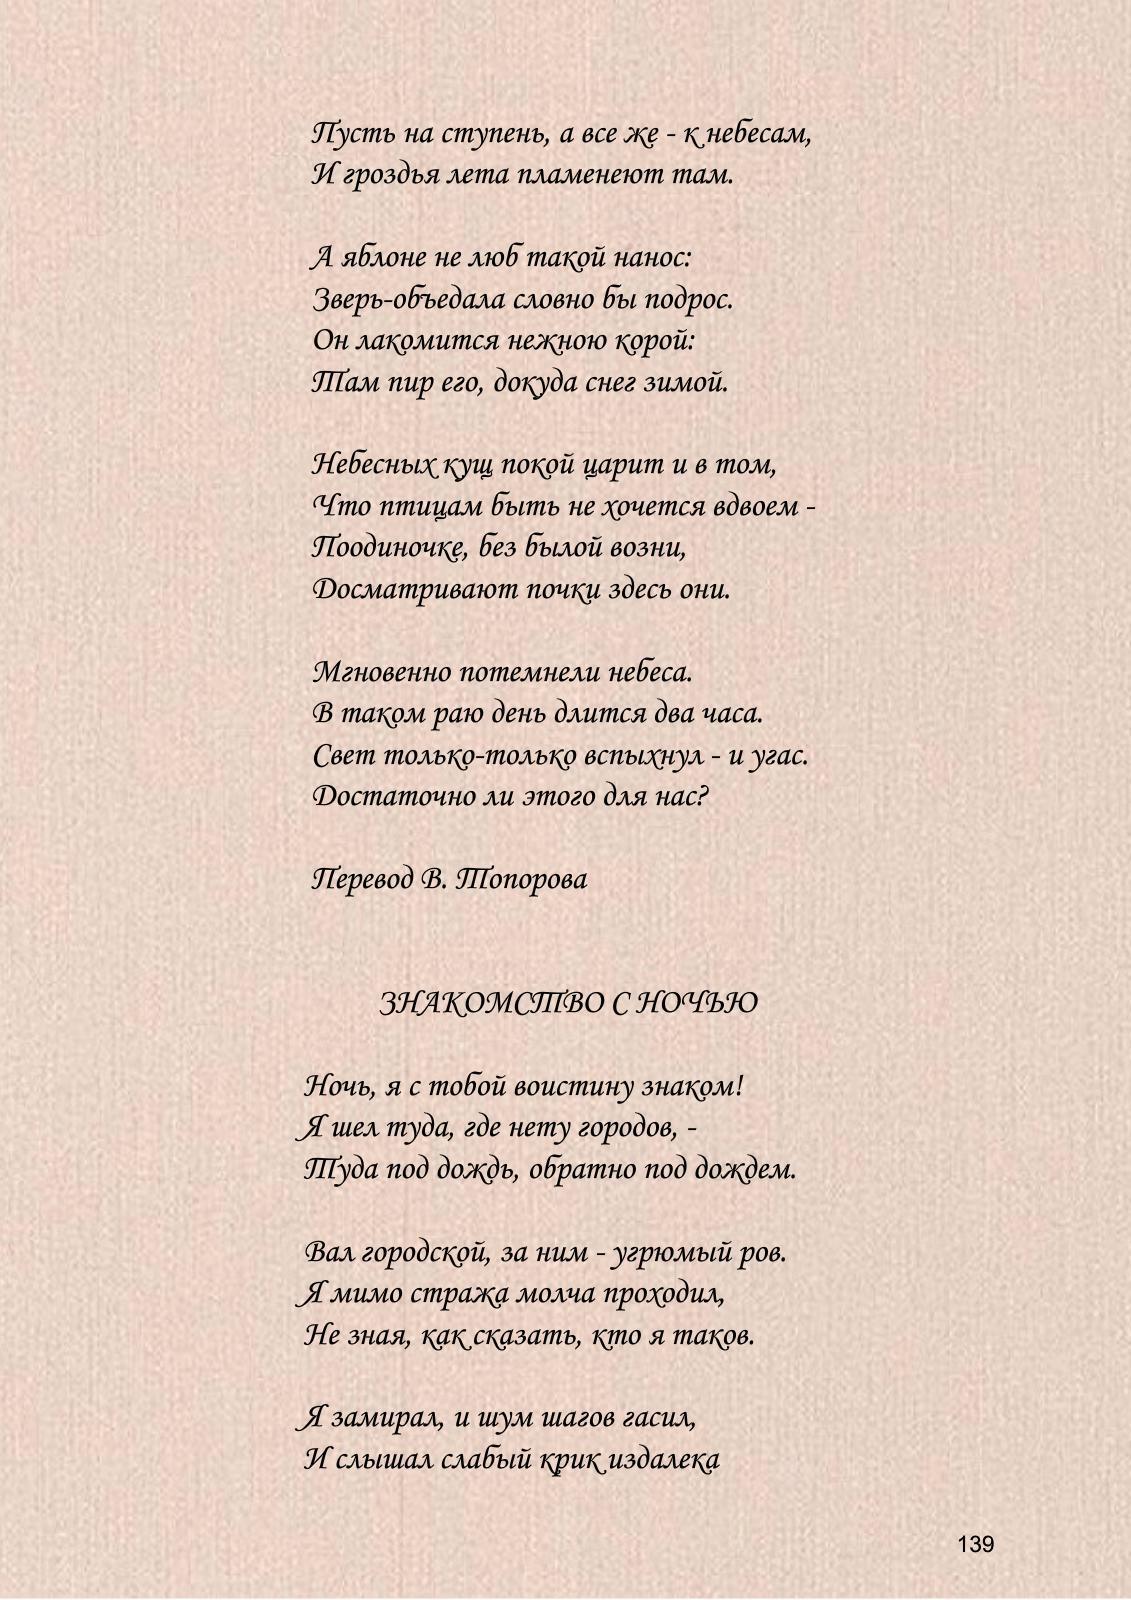 Пусть на ступень, а все же - к небесам,
И гроздья лета пламенеют там.
А яблоне не люб такой нанос:
Зверь-объедала словно бы подрос.
Он лакомится нежною корой:
Там пир его, докуда снег зимой.
Небесных кущ покой царит и в том,
Что птицам быть не хочется вдвоем -
Поодиночке, без былой возни,
Досматривают почки здесь они.
Мгновенно потемнели небеса.
В таком раю день длится два часа.
Свет только-только вспыхнул - и угас.
Достаточно ли этого для нас?
Перевод В. Топорова
ЗНАКОМСТВО С НОЧЬЮ
Ночь, я с тобой воистину знаком!
Я шел туда, где нету городов, -
Туда под дождь, обратно под дождем.
Вал городской, за ним - угрюмый ров.
Я мимо стража молча проходил,
Не зная, как сказать, кто я таков.
Я замирал, и шум шагов гасил,
И слышал слабый крик издалека
139